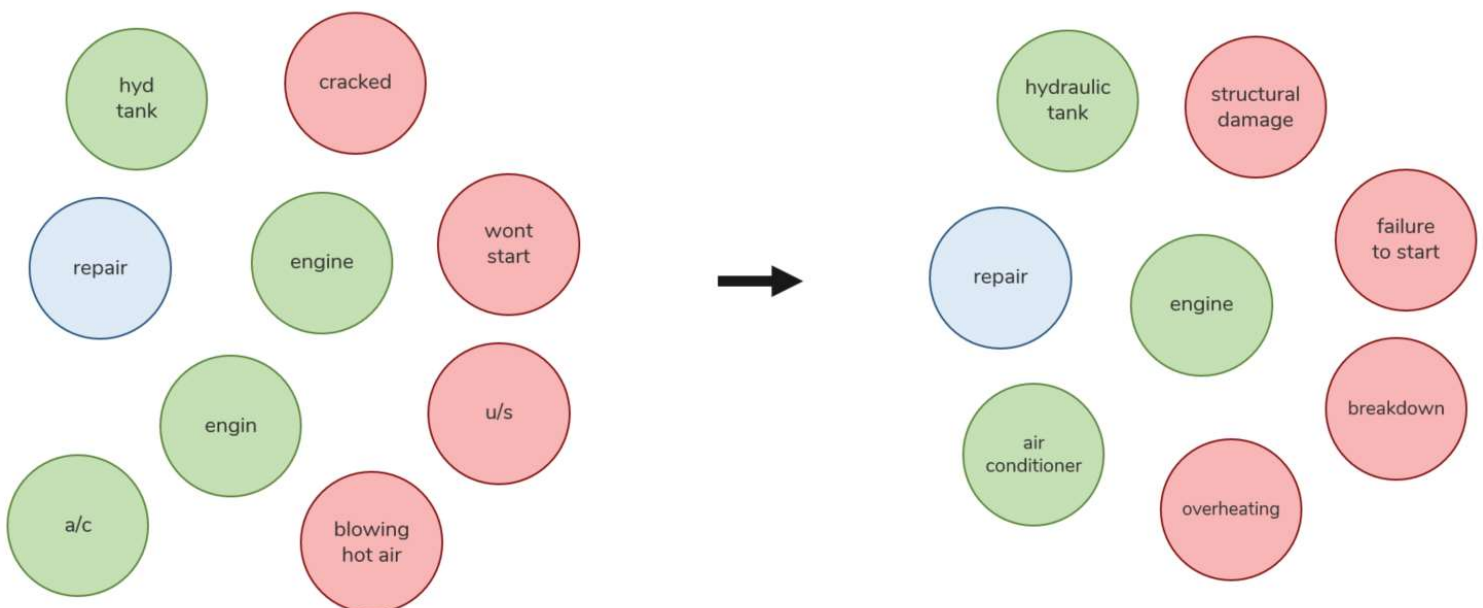 hyd
tank
cracked
repair
engine
wont
start
engin
u/s
a/c
blowing
hot air
hydraulic
tank
structural
damage
repair
engine
failure
to start
breakdown
air
conditioner
overheating